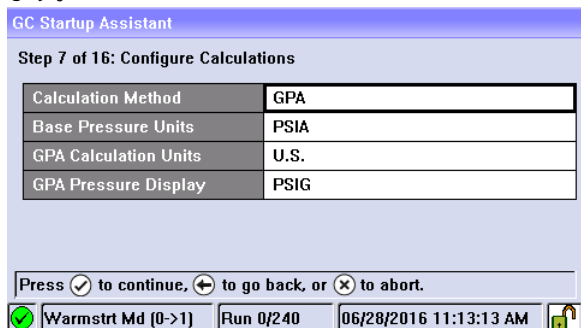 GC Startup Assistant
Step 7 of 16: Configure Calculations
Calculation Method GPA
Base Pressure Units PSIA
GPA Calculation Units U.S.
GPA Pressure Display PSIG
Press ✓ to continue, ← to go back, or ✕ to abort.
Warmstrt Md (0->1) Run 0/240 06/28/2016 11:13:13 AM